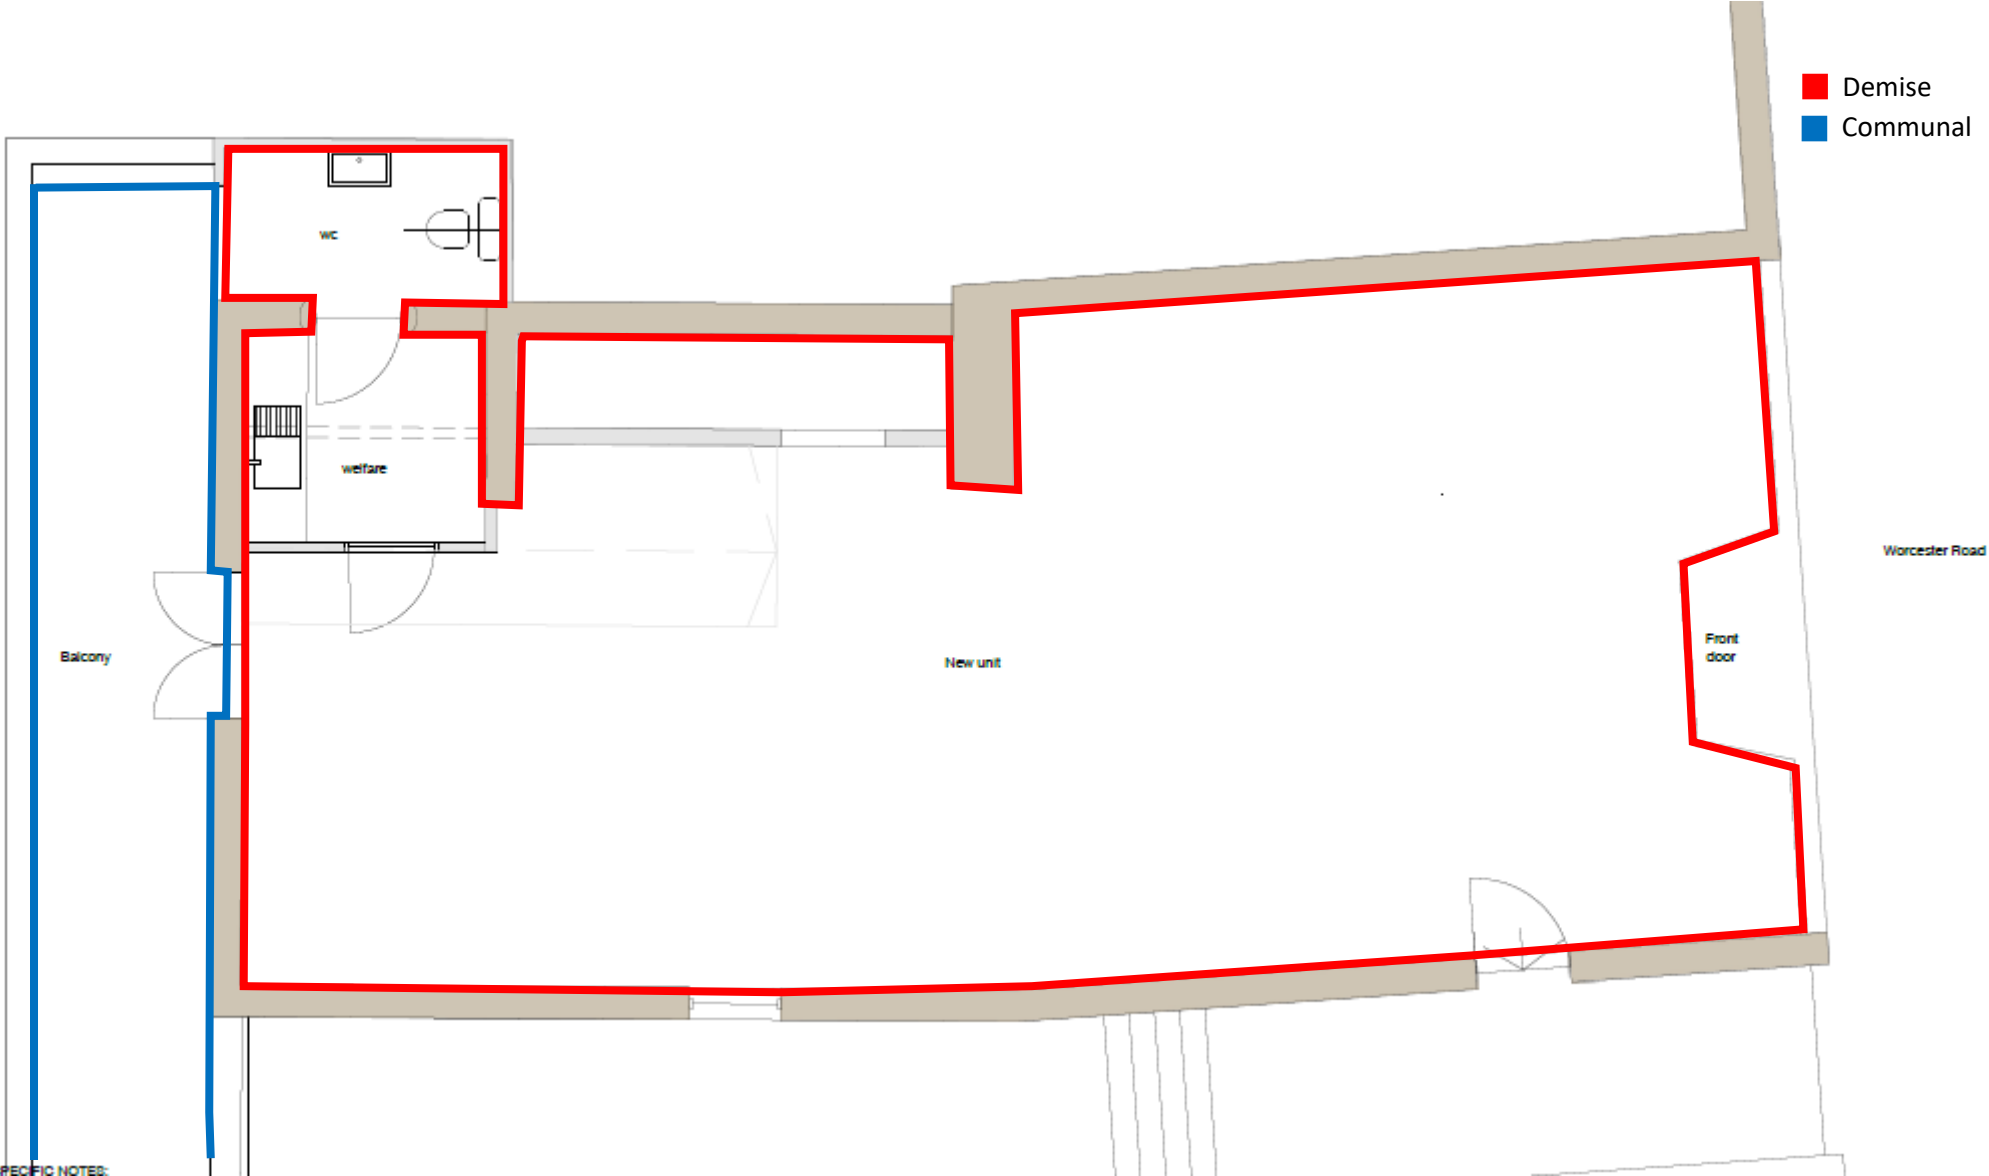 Demise
Communal
wc
welfare
Worcester Road
Front
door
Balcony
New unit
PECIFIC NOTES: